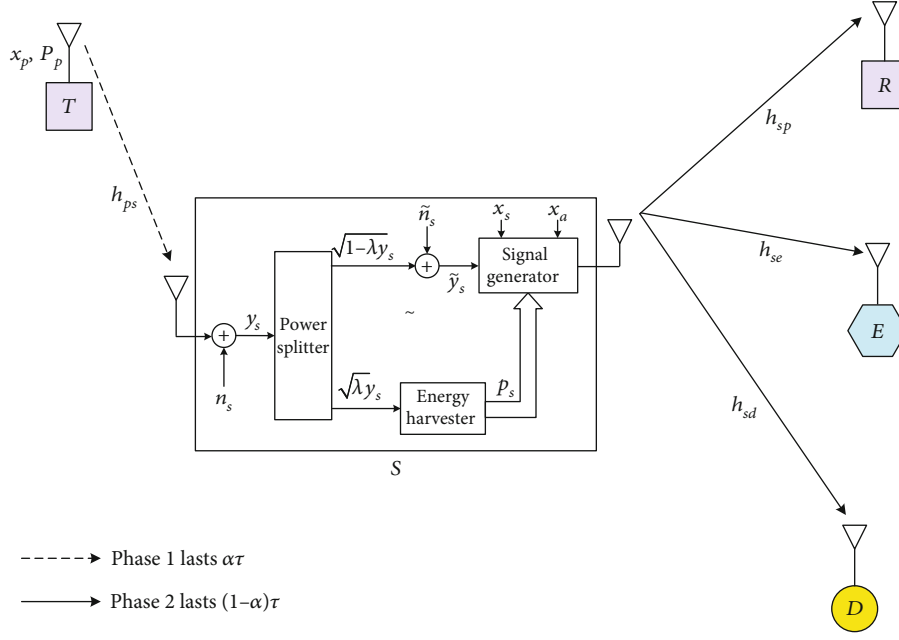 x_p, P_p
T
R
h_ps
h_sp
h_se
h_sd
E
D
ñ_s
x_s
x_a
√1–λy_s
Signal generator
ỹ_s
~
y_s
Power splitter
n_s
√λy_s
Energy harvester
p_s
S
Phase 1 lasts ατ
Phase 2 lasts (1–α)τ
+
+